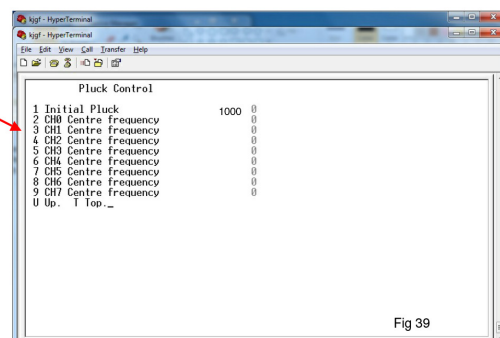 kjgf - HyperTerminal
kjgf - HyperTerminal
File Edit View Call Transfer Help
Pluck Control
1 Initial Pluck 1000 0
2 CH0 Centre frequency 0
3 CH1 Centre frequency 0
4 CH2 Centre frequency 0
5 CH3 Centre frequency 0
6 CH4 Centre frequency 0
7 CH5 Centre frequency 0
8 CH6 Centre frequency 0
9 CH7 Centre frequency 0
U Up. T Top._
Fig 39